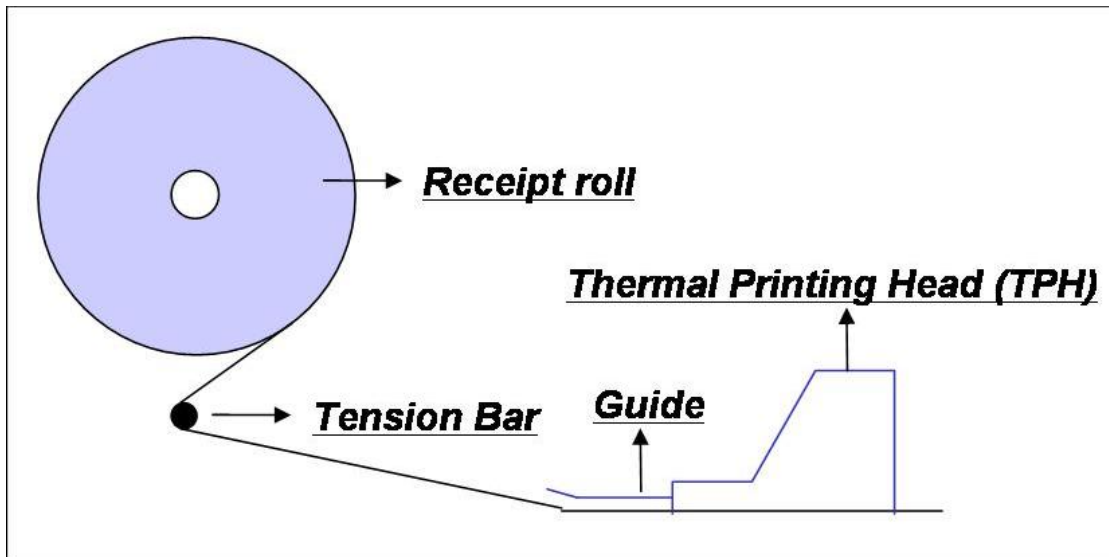 Receipt roll
Thermal Printing Head (TPH)
Tension Bar
Guide